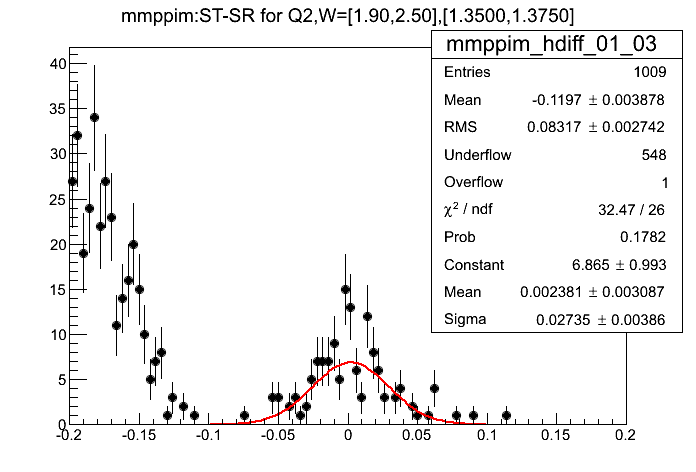 mmppim:ST-SR for Q2,W=[1.90,2.50],[1.3500,1.3750]
mmppim_hdiff_01_03
Entries 1009
Mean -0.1197 ± 0.003878
RMS 0.08317 ± 0.002742
Underflow 548
Overflow 1
χ² / ndf 32.47 / 26
Prob 0.1782
Constant 6.865 ± 0.993
Mean 0.002381 ± 0.003087
Sigma 0.02735 ± 0.00386
40
35
30
25
20
15
10
5
0
-0.2 -0.15 -0.1 -0.05 0 0.05 0.1 0.15 0.2